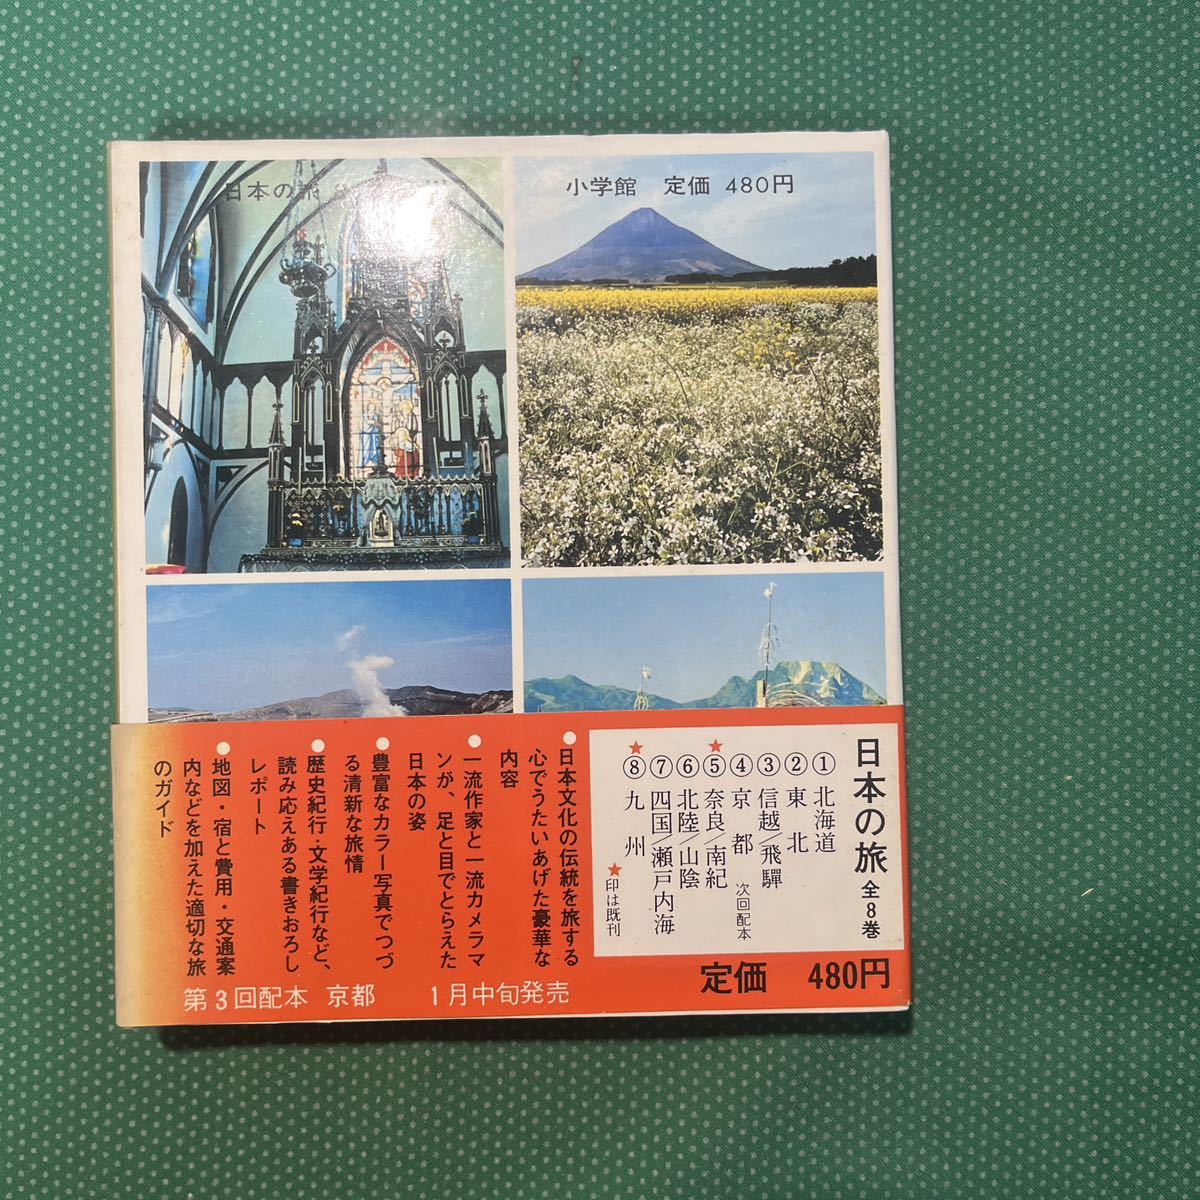 日本の旅
小学館 定価 480円
日本の旅 全8巻
①北海道
②東北
③信越/飛驒
④京都 次回配本
★⑤奈良/南紀
⑥北陸/山陰
⑦四国/瀬戸内海
★⑧九州
★印は既刊
定価 480円
●日本文化の伝統を旅する
心でうたいあげた豪華な
内容
●一流作家と一流カメラマ
ンが、足と目でとらえた
日本の姿
●豊富なカラー写真でつづ
る清新な旅情
●歴史紀行・文学紀行など、
読み応えある書きおろし
レポート
●地図・宿と費用・交通案
内などを加えた適切な旅
のガイド
第3回配本 京都 1月中旬発売